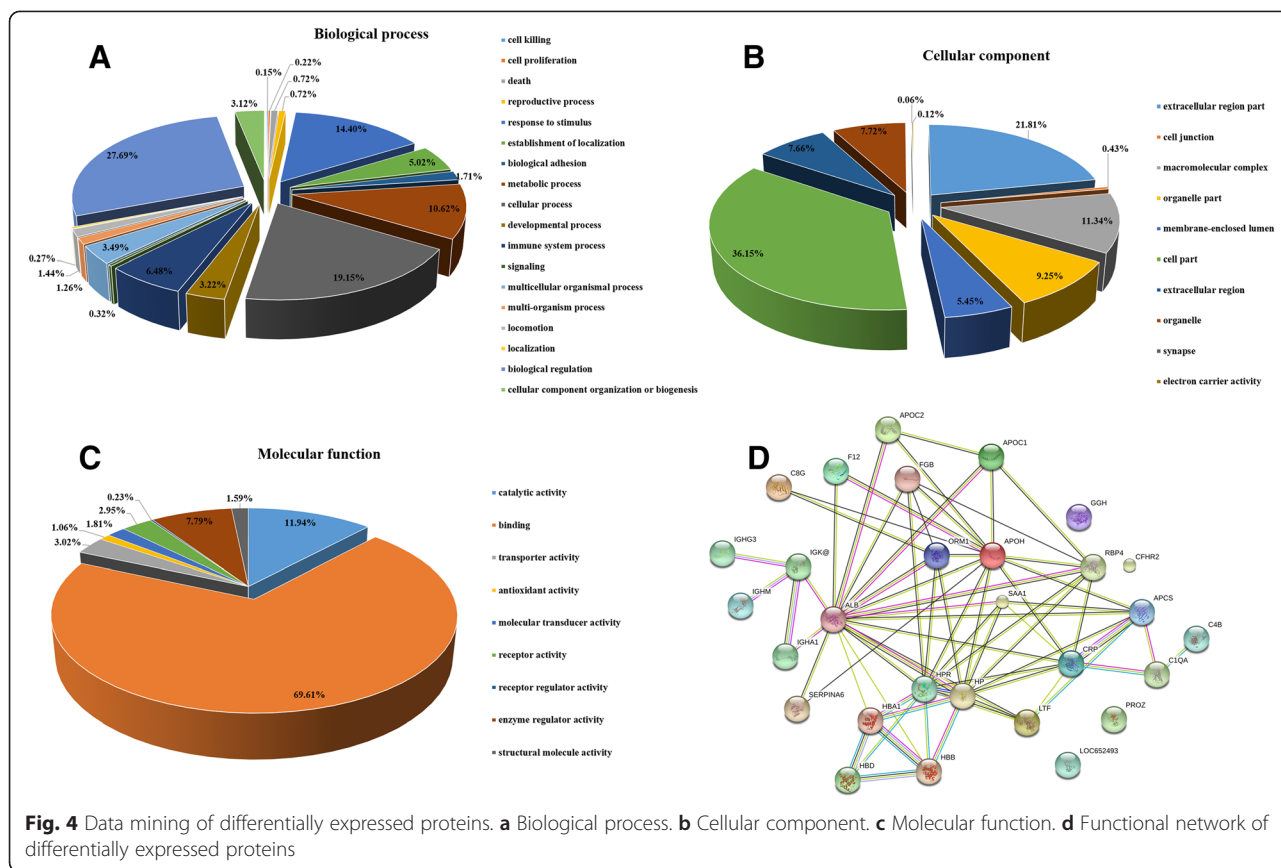 A
Biological process
0.15%
0.22%
0.72%
0.72%
3.12%
14.40%
27.69%
5.02%
1.71%
10.62%
19.15%
3.22%
6.48%
0.32%
3.49%
1.26%
1.44%
0.27%
cell killing
cell proliferation
death
reproductive process
response to stimulus
establishment of localization
biological adhesion
metabolic process
cellular process
developmental process
immune system process
signaling
multicellular organismal process
multi-organism process
locomotion
localization
biological regulation
cellular component organization or biogenesis
B
Cellular component
0.06%
0.12%
7.72%
7.66%
21.81%
0.43%
11.34%
9.25%
5.45%
36.15%
extracellular region part
cell junction
macromolecular complex
organelle part
membrane-enclosed lumen
cell part
extracellular region
organelle
synapse
electron carrier activity
C
Molecular function
1.59%
0.23%
2.95%
1.81%
1.06%
3.02%
7.79%
11.94%
69.61%
catalytic activity
binding
transporter activity
antioxidant activity
molecular transducer activity
receptor activity
receptor regulator activity
enzyme regulator activity
structural molecule activity
D
APOC2
APOC1
F12
FGB
C8G
GGH
IGHG3
IGK@
ORM1
APOH
RBP4
CFHR2
IGHM
ALB
SAA1
APCS
C4B
IGHA1
CRP
C1QA
HPR
HP
SERPINA6
HBA1
LTF
PROZ
LOC652493
HBD
HBB
Fig. 4 Data mining of differentially expressed proteins. a Biological process. b Cellular component. c Molecular function. d Functional network of
differentially expressed proteins